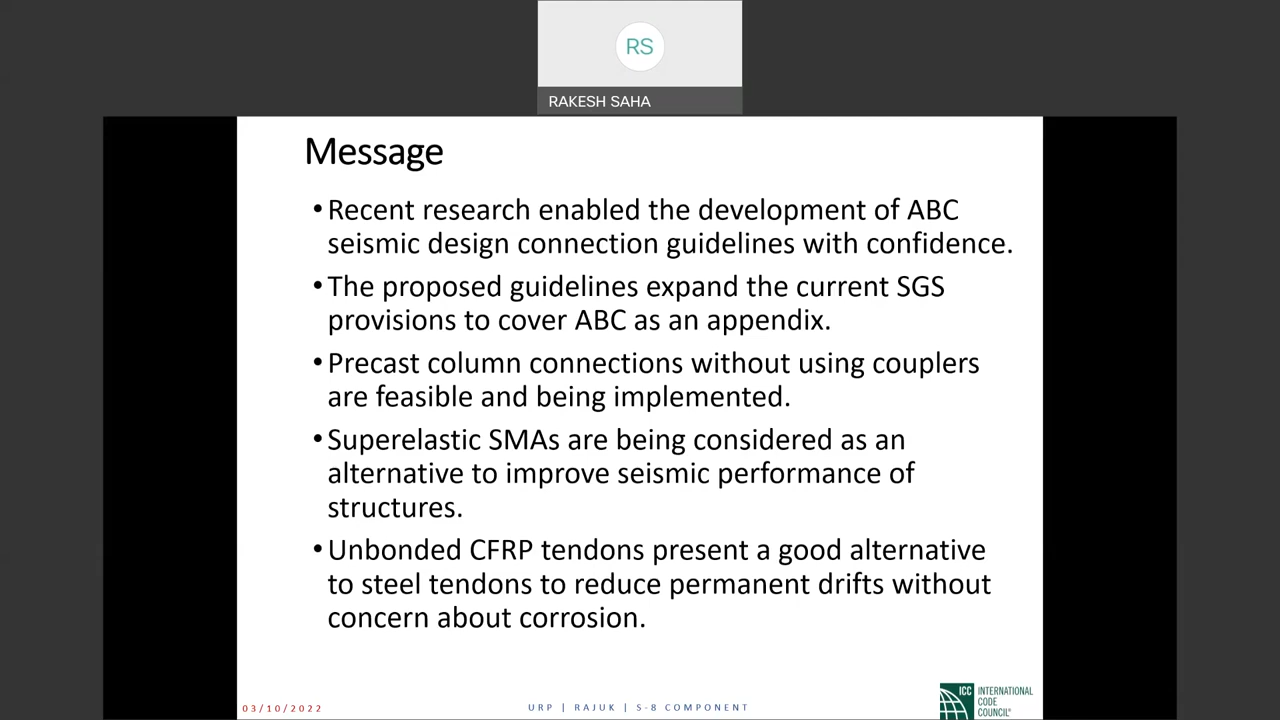 RS
RAKESH SAHA
Message
• Recent research enabled the development of ABC
seismic design connection guidelines with confidence.
• The proposed guidelines expand the current SGS
provisions to cover ABC as an appendix.
• Precast column connections without using couplers
are feasible and being implemented.
• Superelastic SMAs are being considered as an
alternative to improve seismic performance of
structures.
• Unbonded CFRP tendons present a good alternative
to steel tendons to reduce permanent drifts without
concern about corrosion.
03/10/2022
URP | RAJUK | S-8 COMPONENT
ICC
INTERNATIONAL
CODE
COUNCIL®